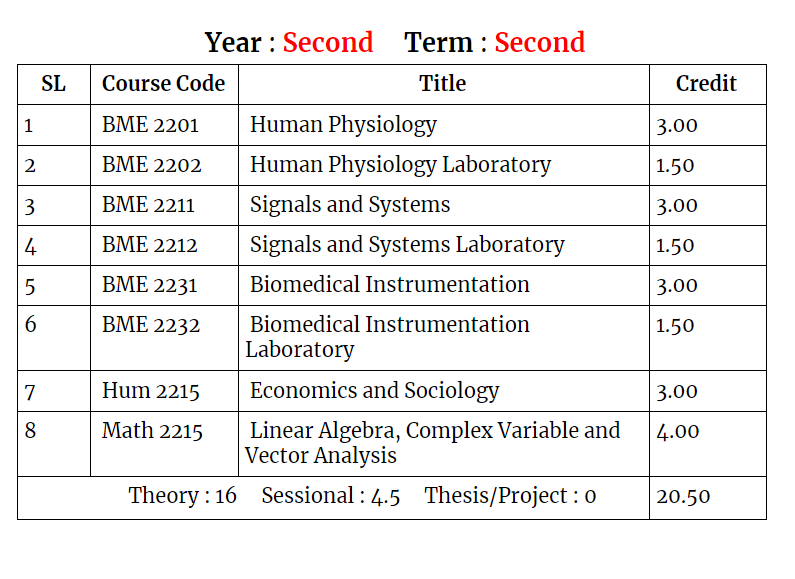 Year : Second Term : Second
SL Course Code Title Credit
1 BME 2201 Human Physiology 3.00
2 BME 2202 Human Physiology Laboratory 1.50
3 BME 2211 Signals and Systems 3.00
4 BME 2212 Signals and Systems Laboratory 1.50
5 BME 2231 Biomedical Instrumentation 3.00
6 BME 2232 Biomedical Instrumentation 1.50
Laboratory
7 Hum 2215 Economics and Sociology 3.00
8 Math 2215 Linear Algebra, Complex Variable and 4.00
Vector Analysis
Theory : 16 Sessional : 4.5 Thesis/Project : 0 20.50